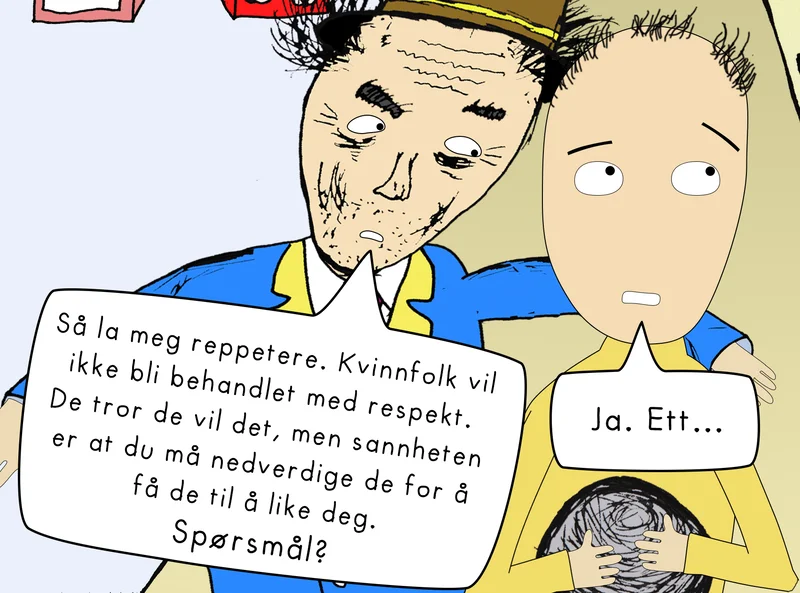 Så la meg reppetere. Kvinnfolk vil
ikke bli behandlet med respekt.
De tror de vil det, men sannheten
er at du må nedverdige de for å
få de til å like deg.
Spørsmål?
Ja. Ett...